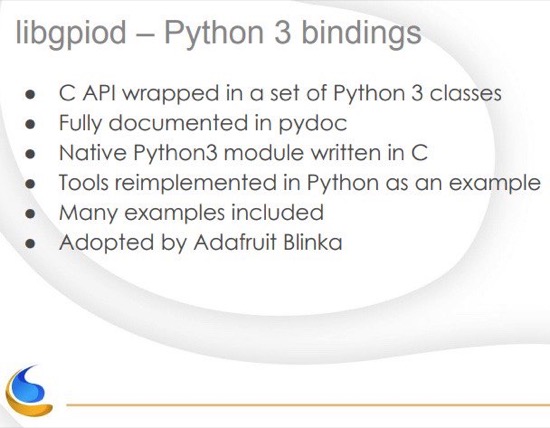 libgpiod – Python 3 bindings
● C API wrapped in a set of Python 3 classes
● Fully documented in pydoc
● Native Python3 module written in C
● Tools reimplemented in Python as an example
● Many examples included
● Adopted by Adafruit Blinka